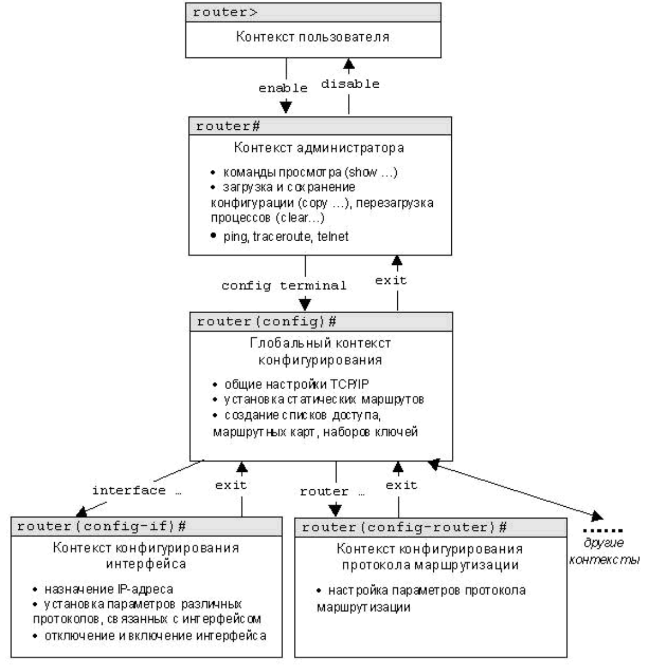 router>
Контекст пользователя
enable
disable
router#
Контекст администратора
• команды просмотра (show ...)
• загрузка и сохранение
конфигурации (copy ...), перезагрузка
процессов (clear...)
• ping, traceroute, telnet
config terminal
exit
router(config)#
Глобальный контекст
конфигурирования
• общие настройки TCP/IP
• установка статических маршрутов
• создание списков доступа,
маршрутных карт, наборов ключей
interface …
exit
router …
exit
router(config-if)#
Контекст конфигурирования
интерфейса
• назначение IP-адреса
• установка параметров различных
протоколов, связанных с интерфейсом
• отключение и включение интерфейса
router(config-router)#
Контекст конфигурирования
протокола маршрутизации
• настройка параметров протокола
маршрутизации
......
другие
контексты